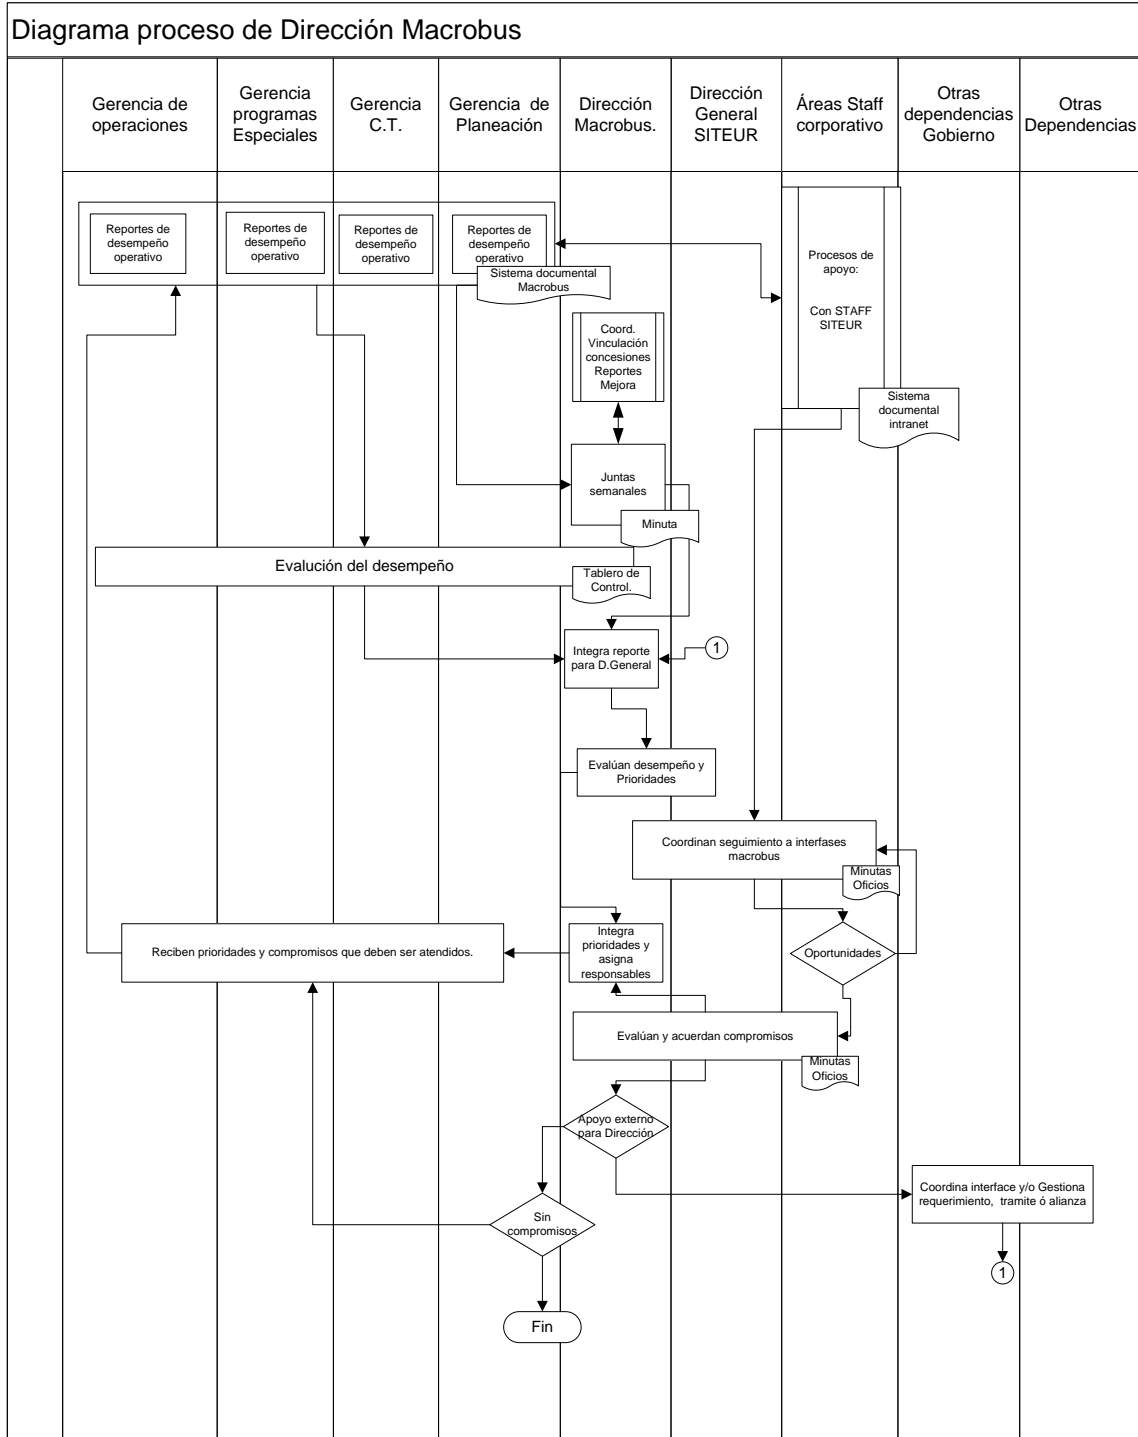 Diagrama proceso de Dirección Macrobus
Gerencia de
operaciones
Gerencia
programas
Especiales
Gerencia
C.T.
Gerencia de
Planeación
Dirección
Macrobus.
Dirección
General
SITEUR
Áreas Staff
corporativo
Otras
dependencias
Gobierno
Otras
Dependencias
Reportes de
desempeño
operativo
Reportes de
desempeño
operativo
Reportes de
desempeño
operativo
Reportes de
desempeño
operativo
Sistema documental
Macrobus
Procesos de
apoyo:
Con STAFF
SITEUR
Sistema
documental
intranet
Coord.
Vinculación
concesiones
Reportes
Mejora
Juntas
semanales
Minuta
Evalución del desempeño
Tablero de
Control.
Integra reporte
para D.General
1
Evalúan desempeño y
Prioridades
Coordinan seguimiento a interfases
macrobus
Minutas
Oficios
Reciben prioridades y compromisos que deben ser atendidos.
Integra
prioridades y
asigna
responsables
Oportunidades
Evalúan y acuerdan compromisos
Minutas
Oficios
Apoyo externo
para Dirección
Coordina interface y/o Gestiona
requerimiento, tramite ó alianza
Sin
compromisos
1
Fin